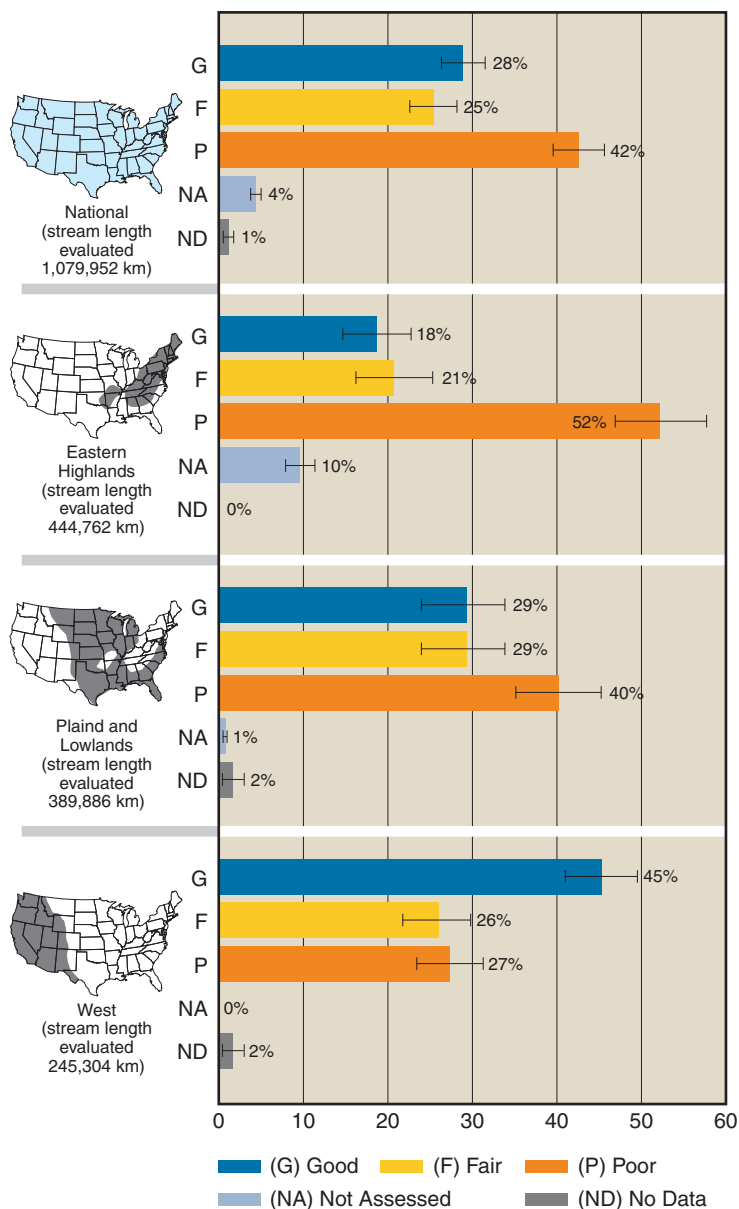 G
28%
F
25%
P
42%
NA
4%
ND
1%
National
(stream length
evaluated
1,079,952 km)
G
18%
F
21%
P
52%
NA
10%
ND
0%
Eastern
Highlands
(stream length
evaluated
444,762 km)
G
29%
F
29%
P
40%
NA
1%
ND
2%
Plaind and
Lowlands
(stream length
evaluated
389,886 km)
G
45%
F
26%
P
27%
NA
0%
ND
2%
West
(stream length
evaluated
245,304 km)
0 10 20 30 40 50 60
(G) Good (F) Fair (P) Poor
(NA) Not Assessed (ND) No Data